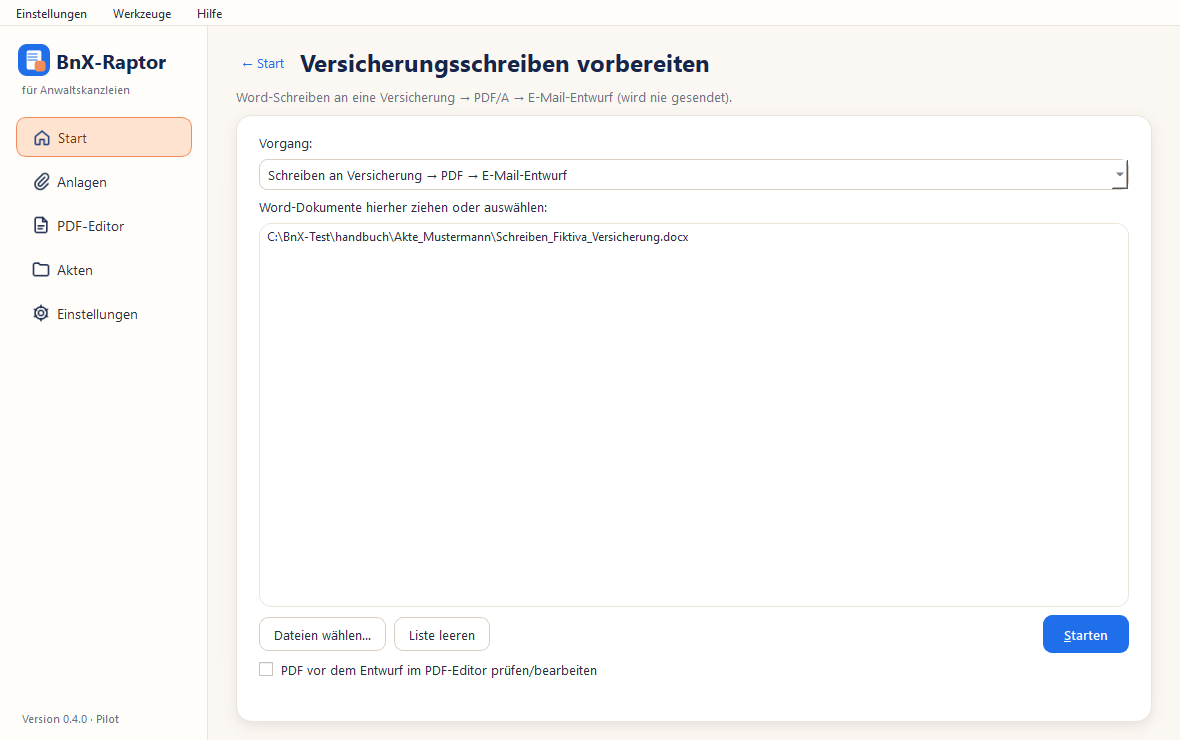 Einstellungen Werkzeuge Hilfe
BnX-Raptor
für Anwaltskanzleien
Start
Anlagen
PDF-Editor
Akten
Einstellungen
Version 0.4.0 · Pilot
← Start Versicherungsschreiben vorbereiten
Word-Schreiben an eine Versicherung → PDF/A → E-Mail-Entwurf (wird nie gesendet).
Vorgang:
Schreiben an Versicherung → PDF → E-Mail-Entwurf
Word-Dokumente hierher ziehen oder auswählen:
C:\BnX-Test\handbuch\Akte_Mustermann\Schreiben_Fiktiva_Versicherung.docx
Dateien wählen... Liste leeren Starten
PDF vor dem Entwurf im PDF-Editor prüfen/bearbeiten